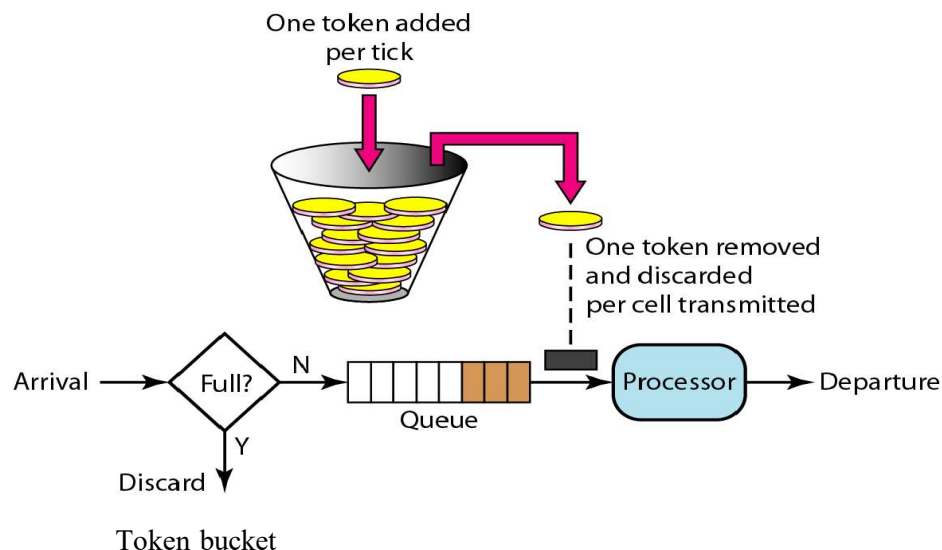 One token added
per tick
One token removed
and discarded
per cell transmitted
Arrival
Full?
N
Queue
Processor
Departure
Y
Discard
Token bucket